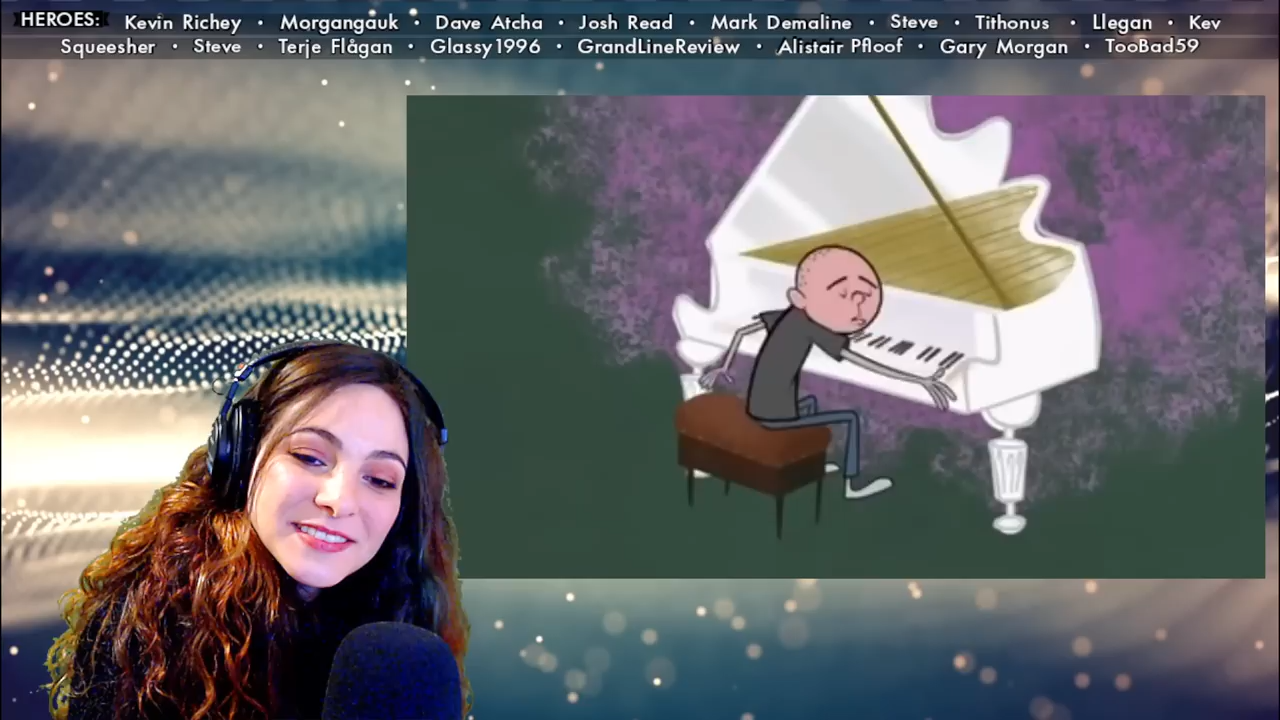 HEROES: Kevin Richey • Morgangauk • Dave Atcha • Josh Read • Mark Demaline • Steve • Tithonus • Llegan • Kev
Squeesher • Steve • Terje Flågan • Glassy1996 • GrandLineReview • Alistair Pfloof • Gary Morgan • TooBad59